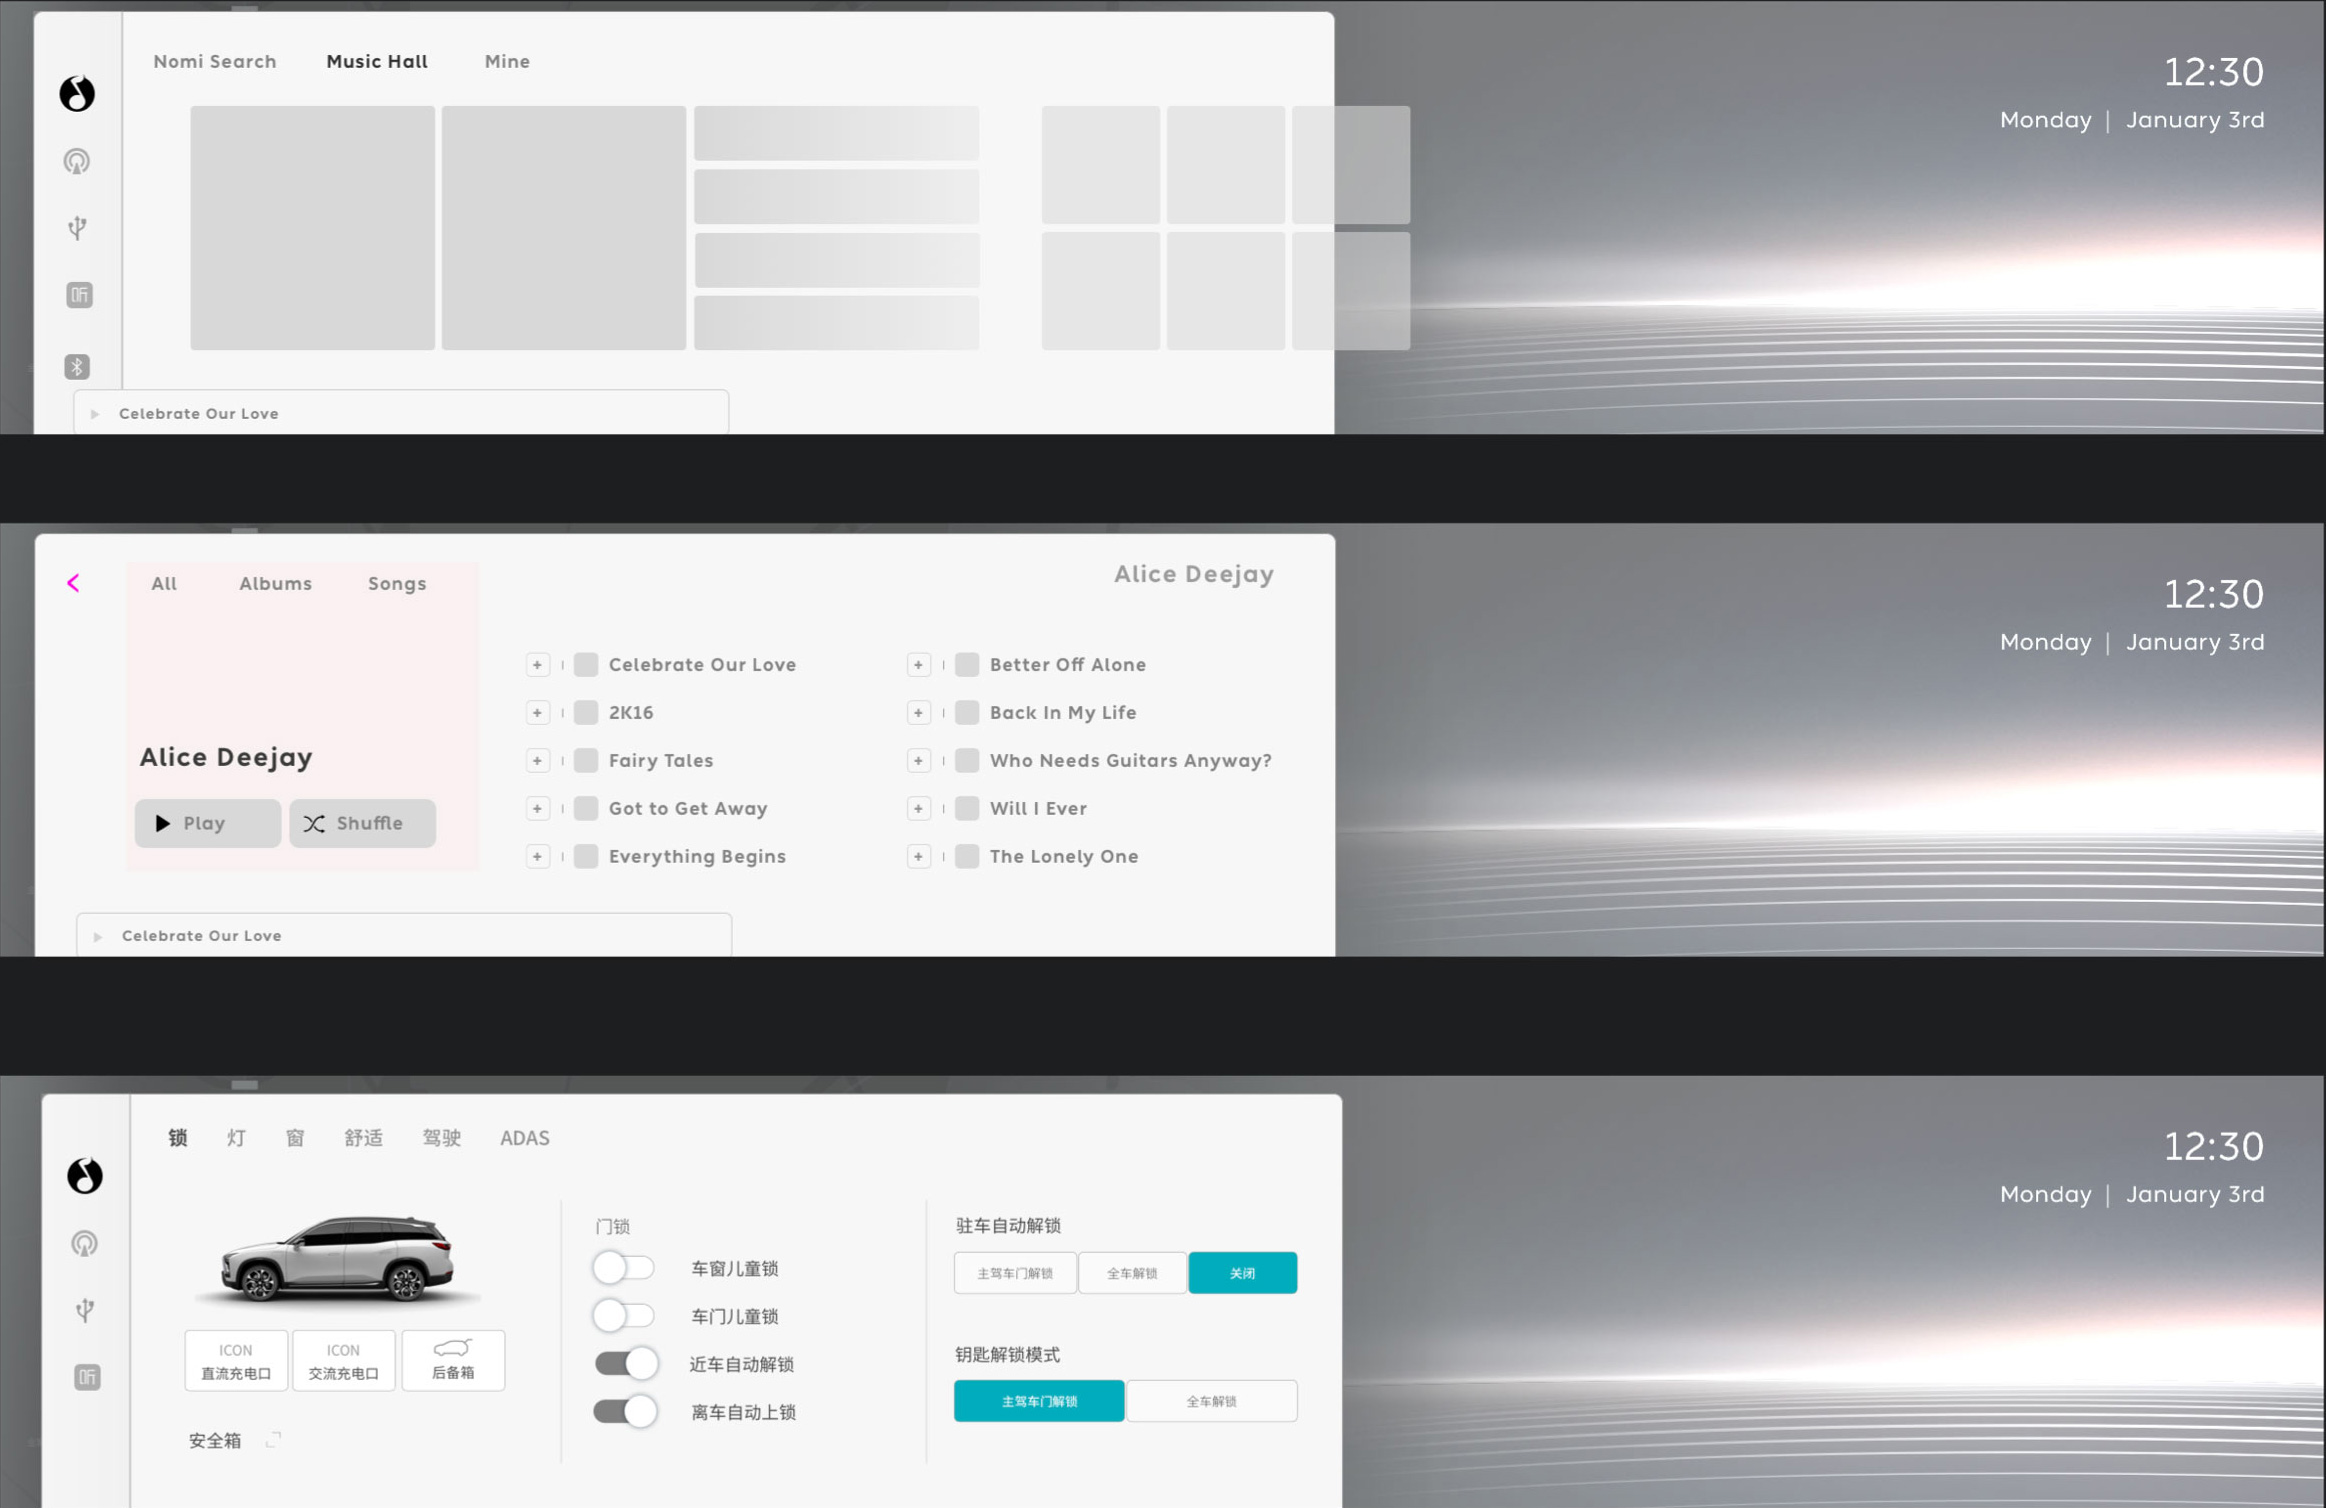 Nomi Search
Music Hall
Mine
12:30
Monday | January 3rd
听
Celebrate Our Love
All
Albums
Songs
Alice Deejay
12:30
Monday | January 3rd
+ Celebrate Our Love
+ Better Off Alone
+ 2K16
+ Back In My Life
+ Fairy Tales
+ Who Needs Guitars Anyway?
+ Got to Get Away
+ Will I Ever
+ Everything Begins
+ The Lonely One
Alice Deejay
Play
Shuffle
Celebrate Our Love
锁
灯
窗
舒适
驾驶
ADAS
12:30
Monday | January 3rd
听
ICON
直流充电口
ICON
交流充电口
后备箱
安全箱
门锁
车窗儿童锁
车门儿童锁
近车自动解锁
离车自动上锁
驻车自动解锁
主驾车门解锁
全车解锁
关闭
钥匙解锁模式
主驾车门解锁
全车解锁